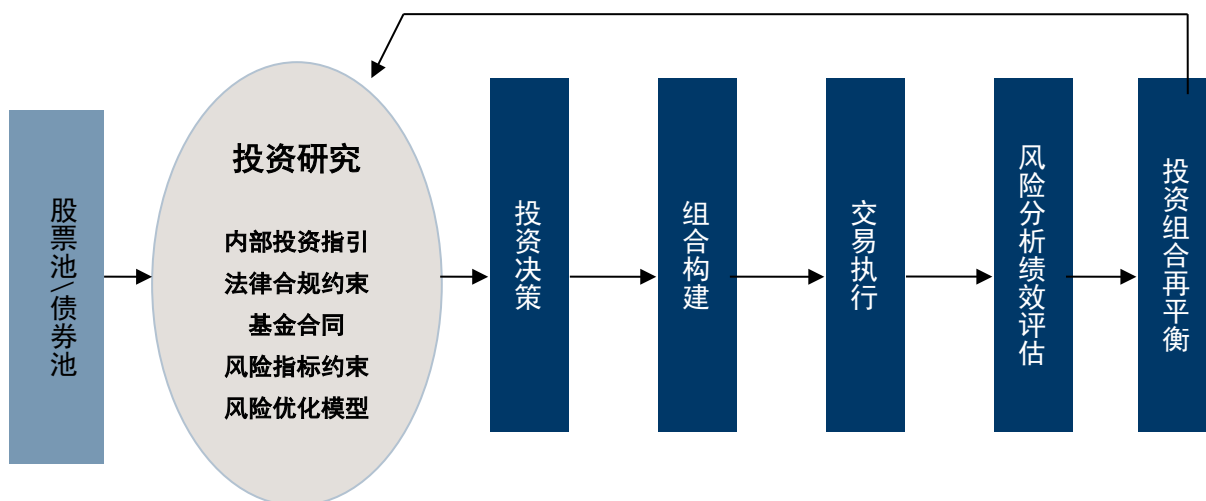 股票池\债券池
投资研究
内部投资指引
法律合规约束
基金合同
风险指标约束
风险优化模型
投资决策
组合构建
交易执行
风险分析绩效评估
投资组合再平衡